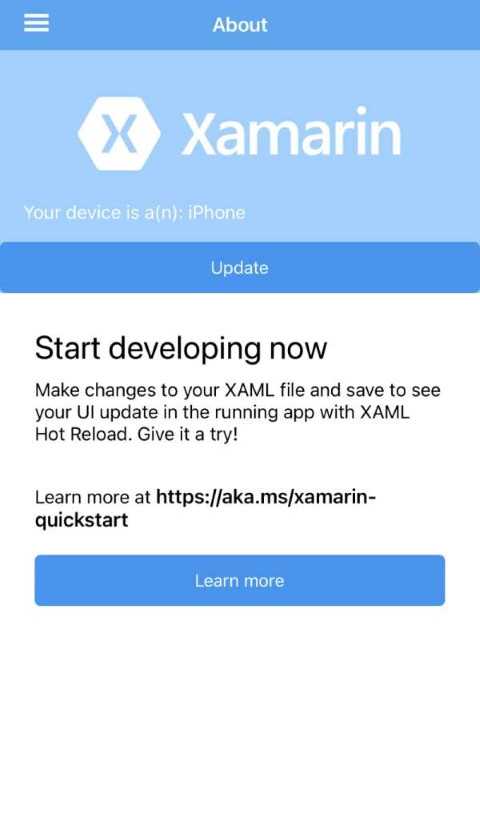 About
Xamarin
Your device is a(n): iPhone
Update
Start developing now
Make changes to your XAML file and save to see
your UI update in the running app with XAML
Hot Reload. Give it a try!
Learn more at https://aka.ms/xamarin-
quickstart
Learn more